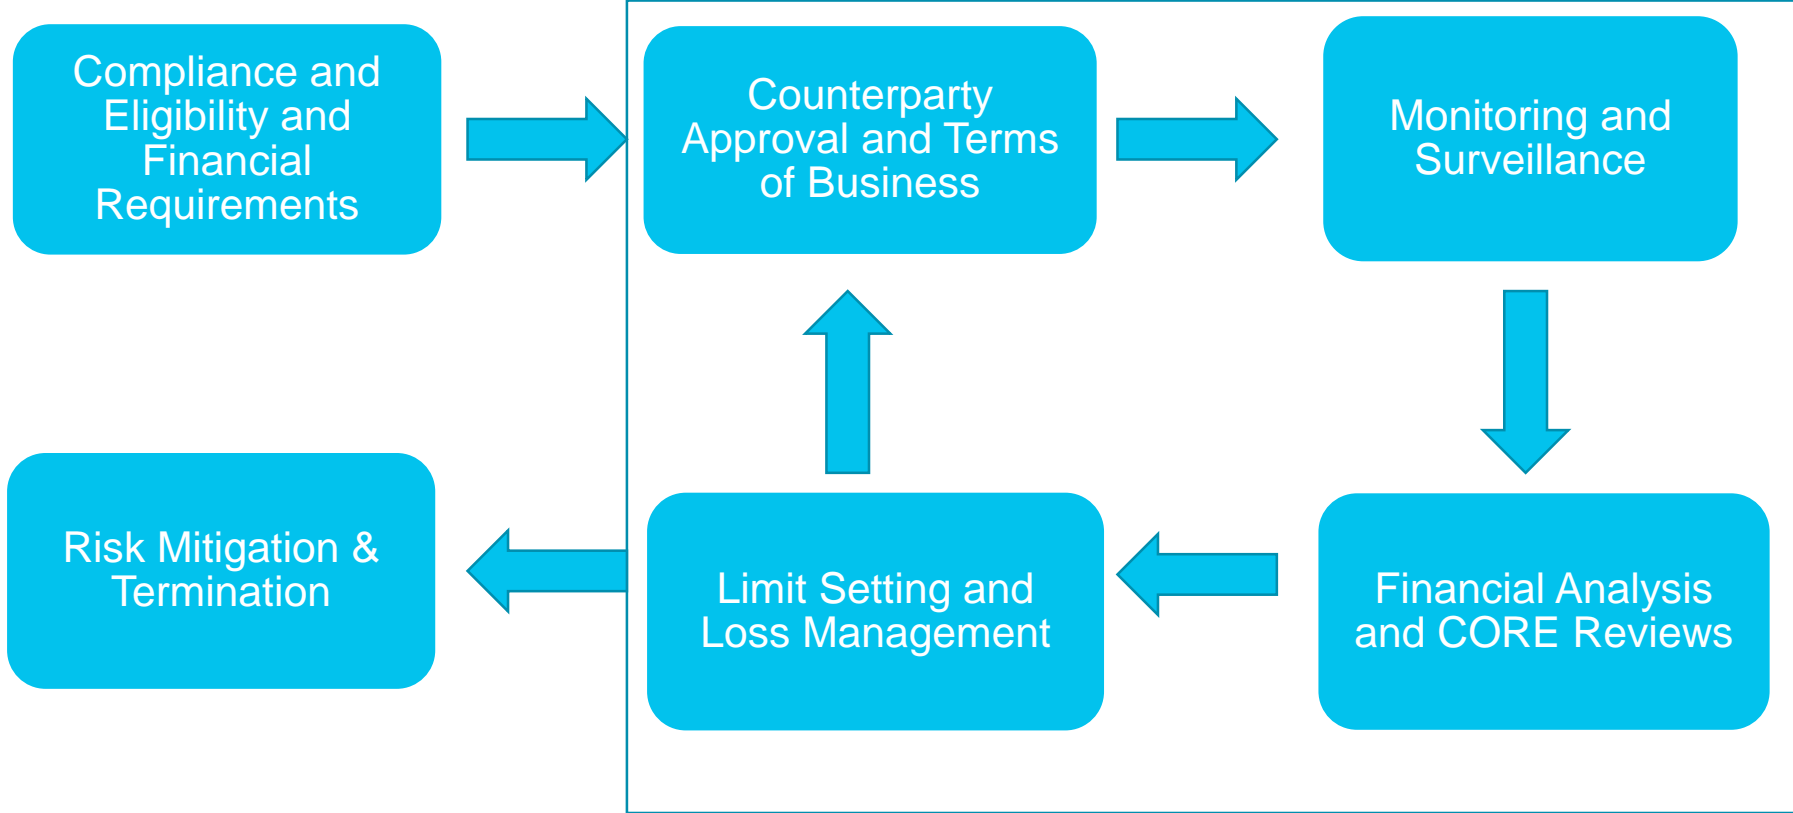 Compliance and
Eligibility and
Financial
Requirements
Counterparty
Approval and Terms
of Business
Monitoring and
Surveillance
Risk Mitigation &
Termination
Limit Setting and
Loss Management
Financial Analysis
and CORE Reviews